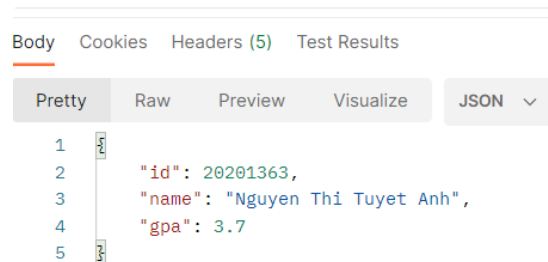 Body Cookies Headers (5) Test Results
Pretty Raw Preview Visualize JSON
1 {
2 "id": 20201363,
3 "name": "Nguyen Thi Tuyet Anh",
4 "gpa": 3.7
5 }